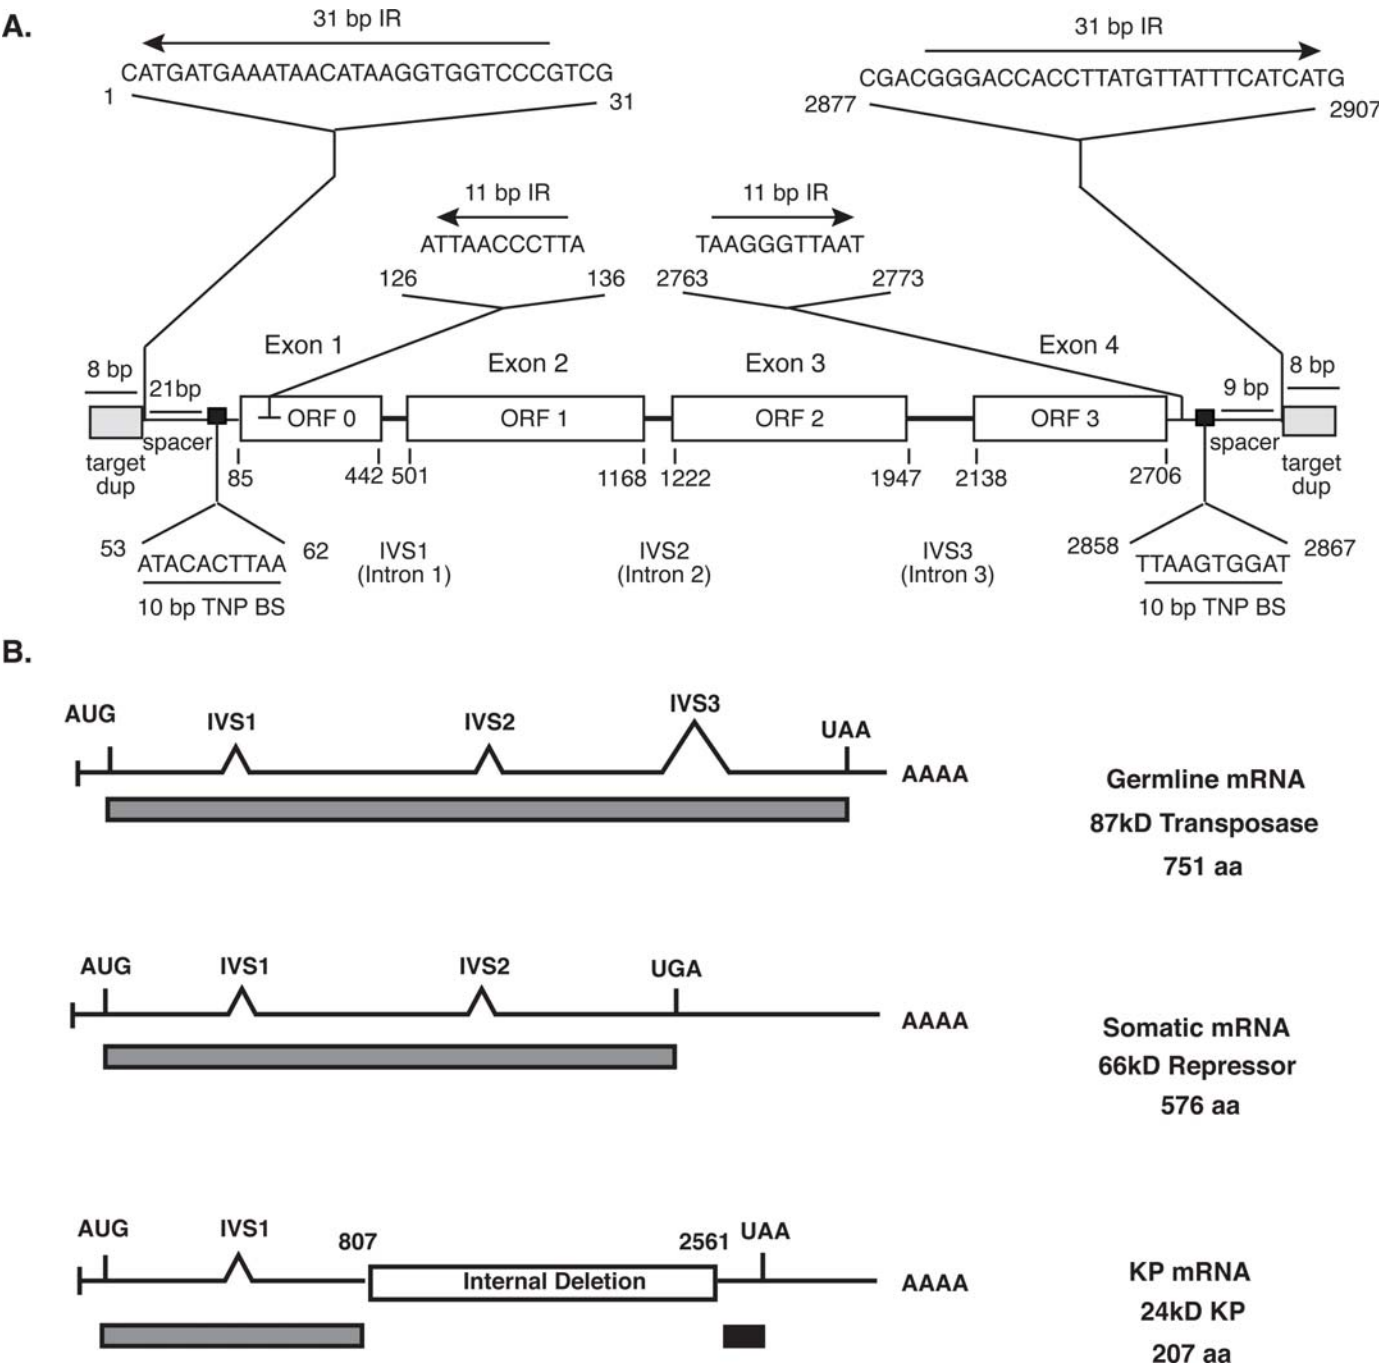 A.
31 bp IR
31 bp IR
CATGATGAAATAACATAAGGTGGTCCCGTCG
CGACGGGACCACCTTATGTTATTTCATCATG
1
31
2877
2907
11 bp IR
11 bp IR
ATTAACCCTTA
TAAGGGTTAAT
126
136
2763
2773
Exon 1
Exon 2
Exon 3
Exon 4
8 bp
21bp
9 bp
8 bp
ORF 0
ORF 1
ORF 2
ORF 3
spacer
spacer
target
dup
target
dup
85
442
501
1168
1222
1947
2138
2706
53
62
ATACACTTAA
10 bp TNP BS
IVS1
(Intron 1)
IVS2
(Intron 2)
IVS3
(Intron 3)
2858
2867
TTAAGTGGAT
10 bp TNP BS
B.
AUG
IVS1
IVS2
IVS3
UAA
AAAA
Germline mRNA
87kD Transposase
751 aa
AUG
IVS1
IVS2
UGA
AAAA
Somatic mRNA
66kD Repressor
576 aa
AUG
IVS1
807
2561
UAA
Internal Deletion
AAAA
KP mRNA
24kD KP
207 aa